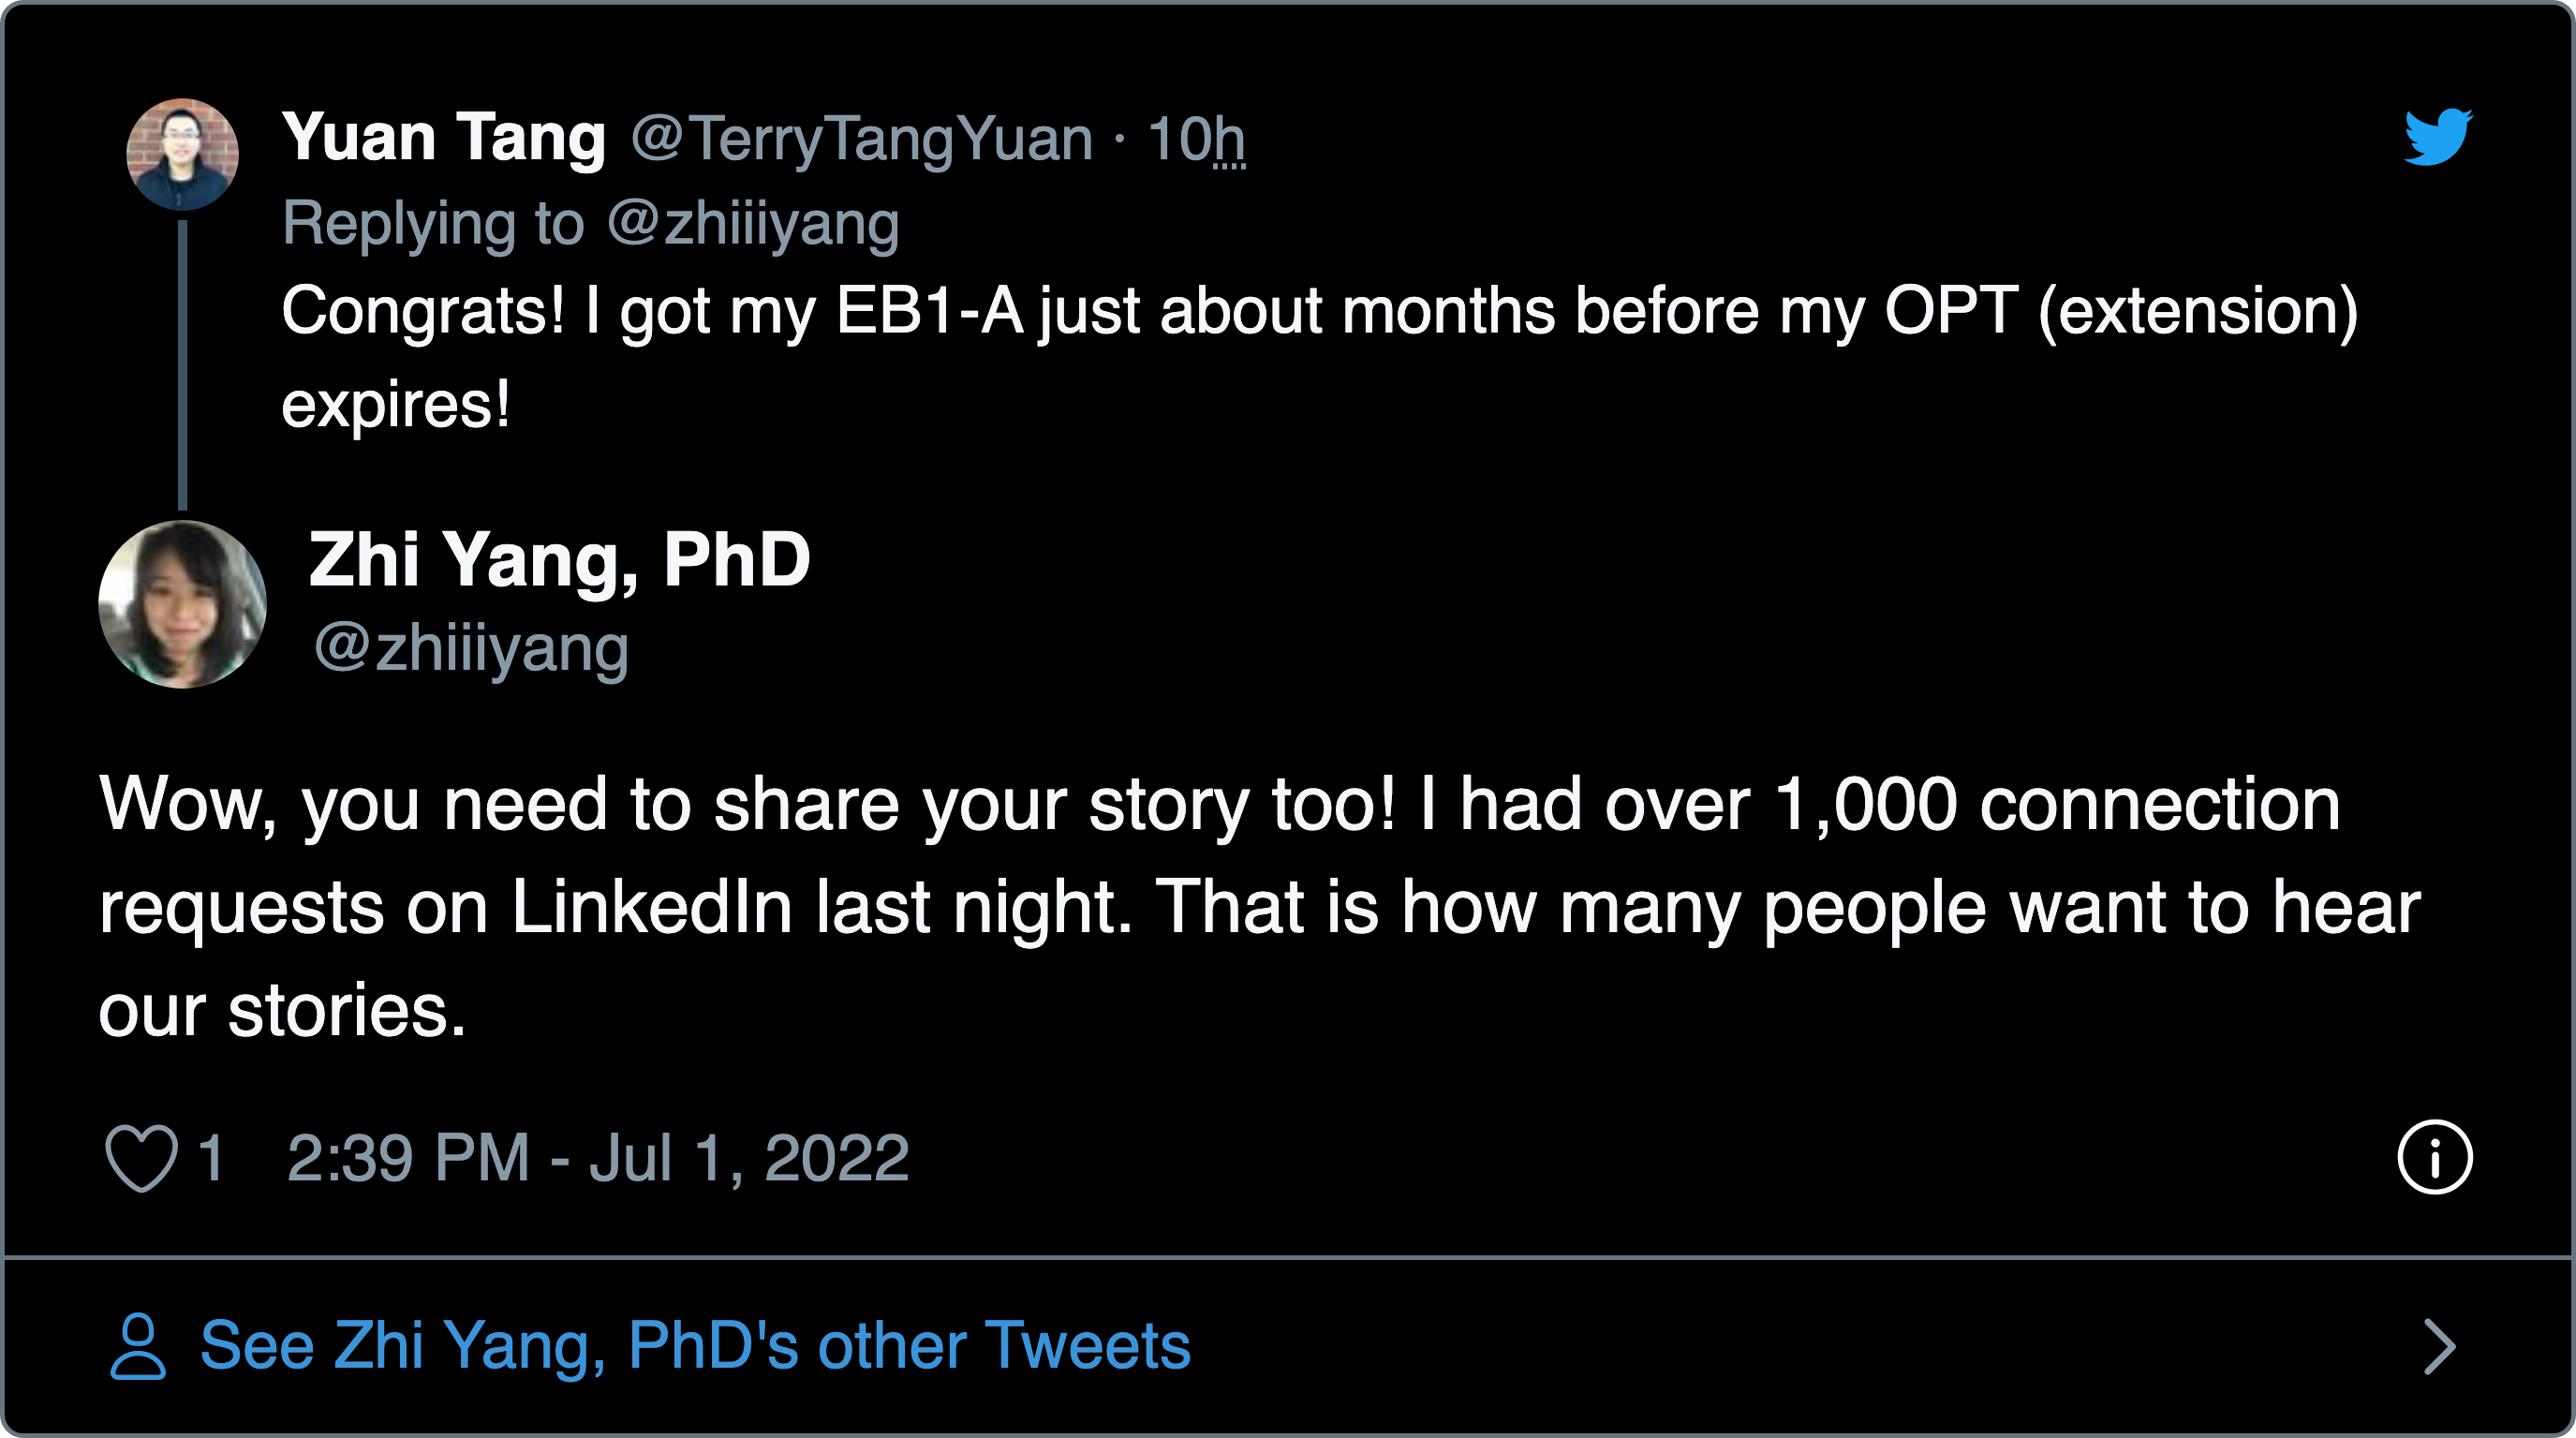 Yuan Tang @TerryTangYuan · 10h
Replying to @zhiiiyang
Congrats! I got my EB1-A just about months before my OPT (extension)
expires!
Zhi Yang, PhD
@zhiiiyang
Wow, you need to share your story too! I had over 1,000 connection
requests on LinkedIn last night. That is how many people want to hear
our stories.
1 2:39 PM - Jul 1, 2022
See Zhi Yang, PhD's other Tweets